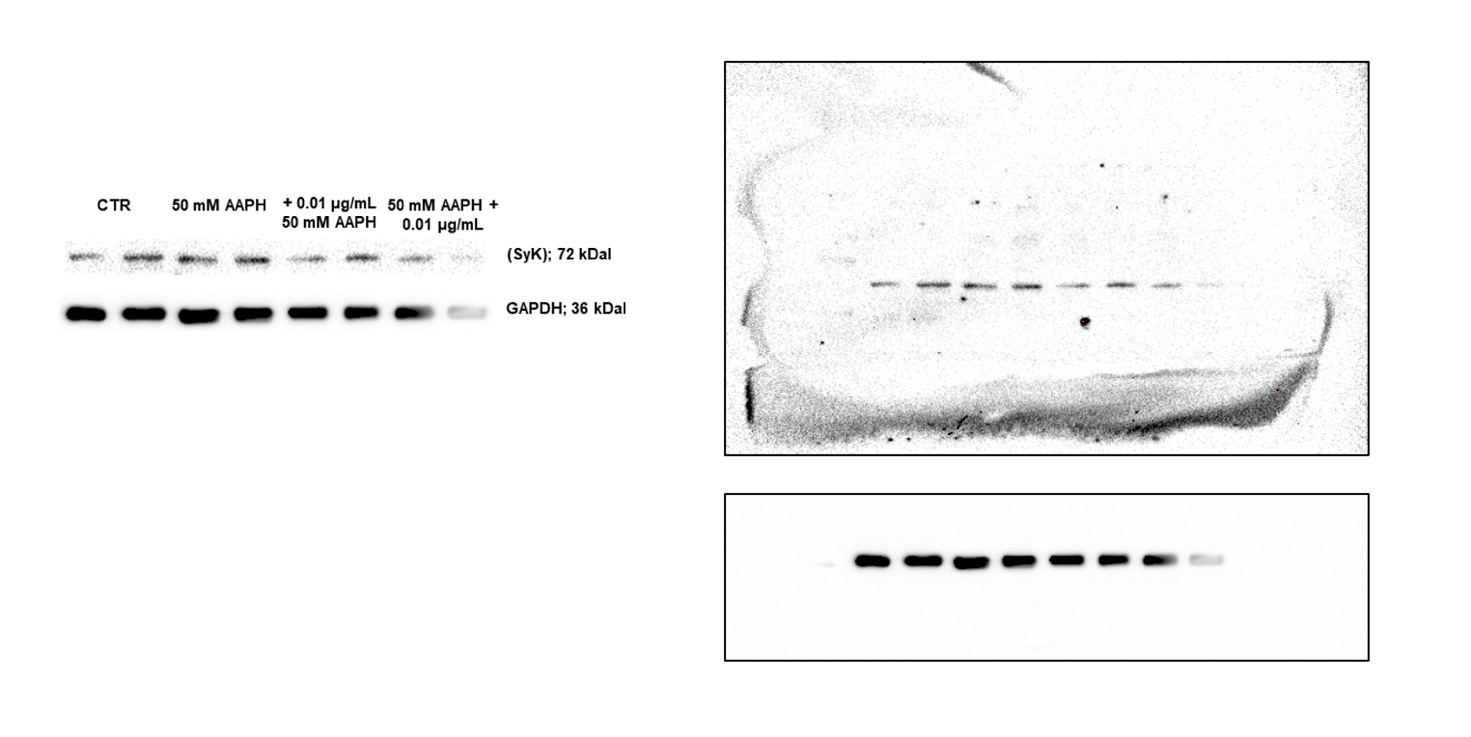 CTR
50 mM AAPH
+ 0.01 µg/mL
50 mM AAPH
50 mM AAPH +
0.01 µg/mL
(SyK); 72 kDal
GAPDH; 36 kDal